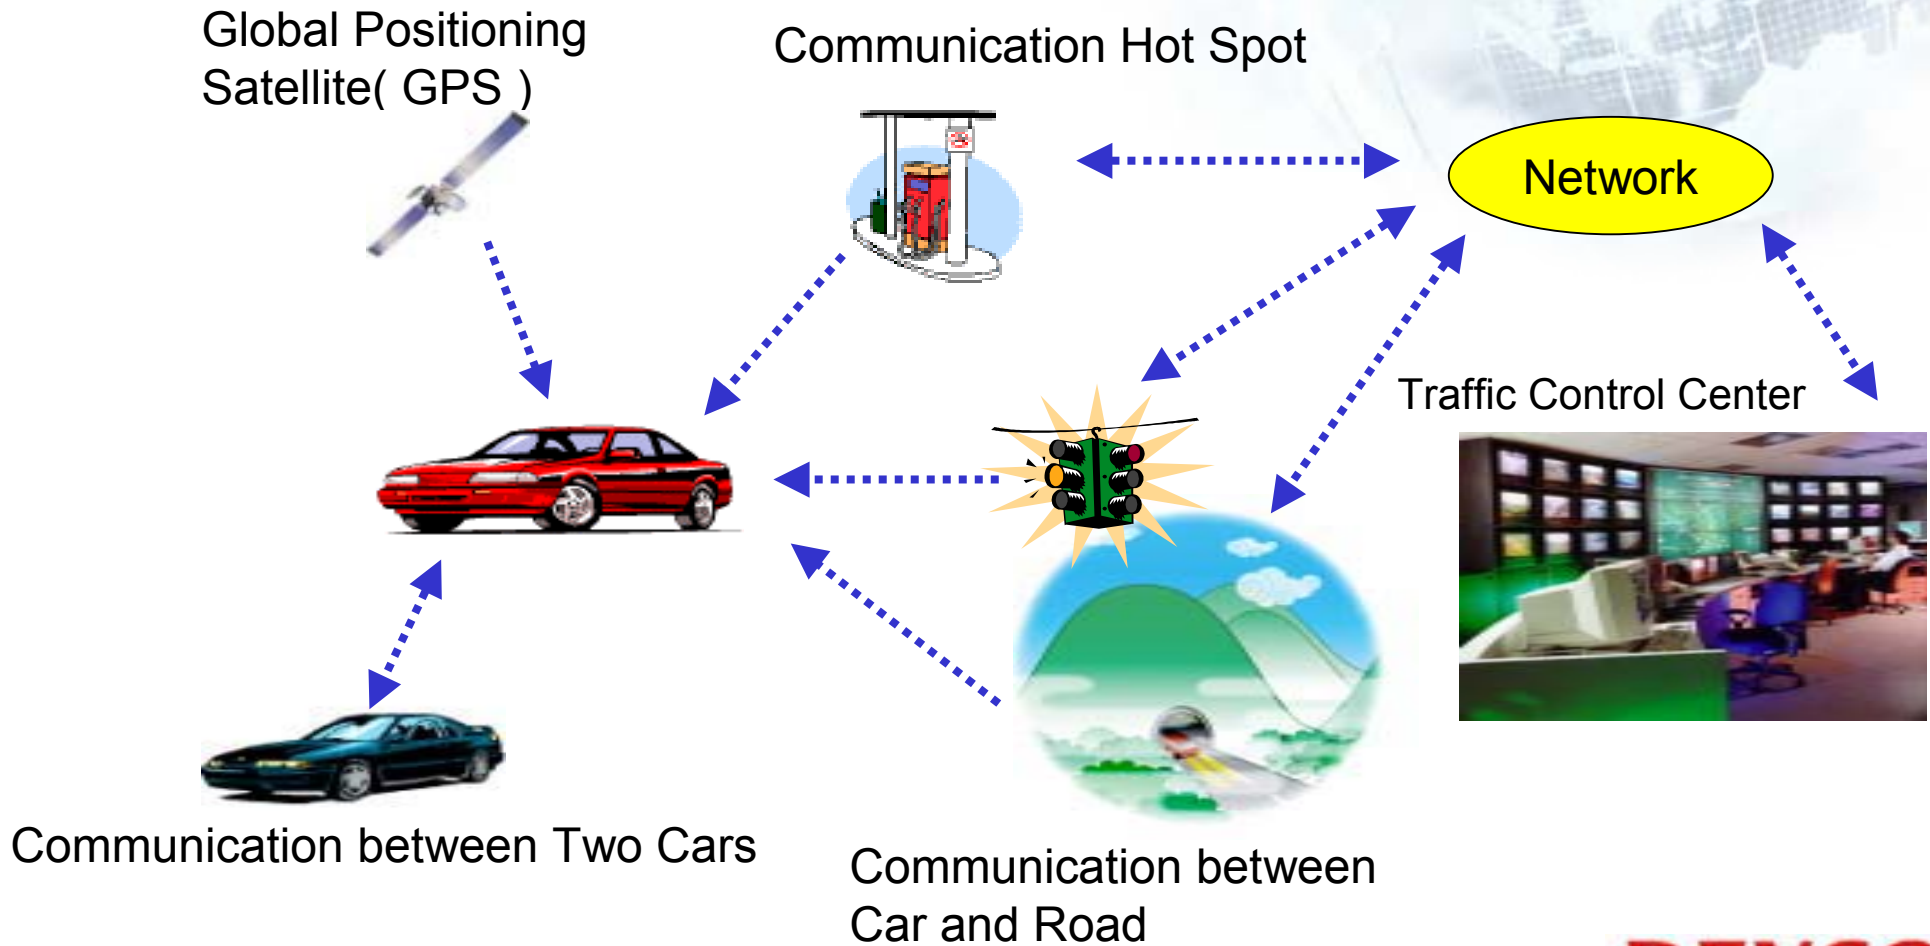 Global Positioning
Satellite( GPS )
Communication Hot Spot
Network
Traffic Control Center
Communication between Two Cars
Communication between
Car and Road